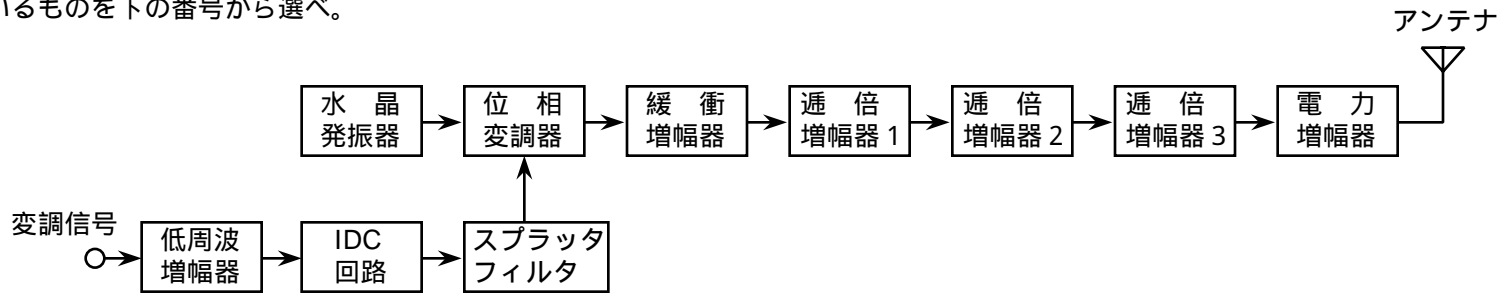 いるものを下の番号から選べ。
アンテナ
水 晶
発振器
位 相
変調器
緩 衝
増幅器
逓 倍
増幅器 1
逓 倍
増幅器 2
逓 倍
増幅器 3
電 力
増幅器
変調信号
低周波
増幅器
IDC
回路
スプラッタ
フィルタ